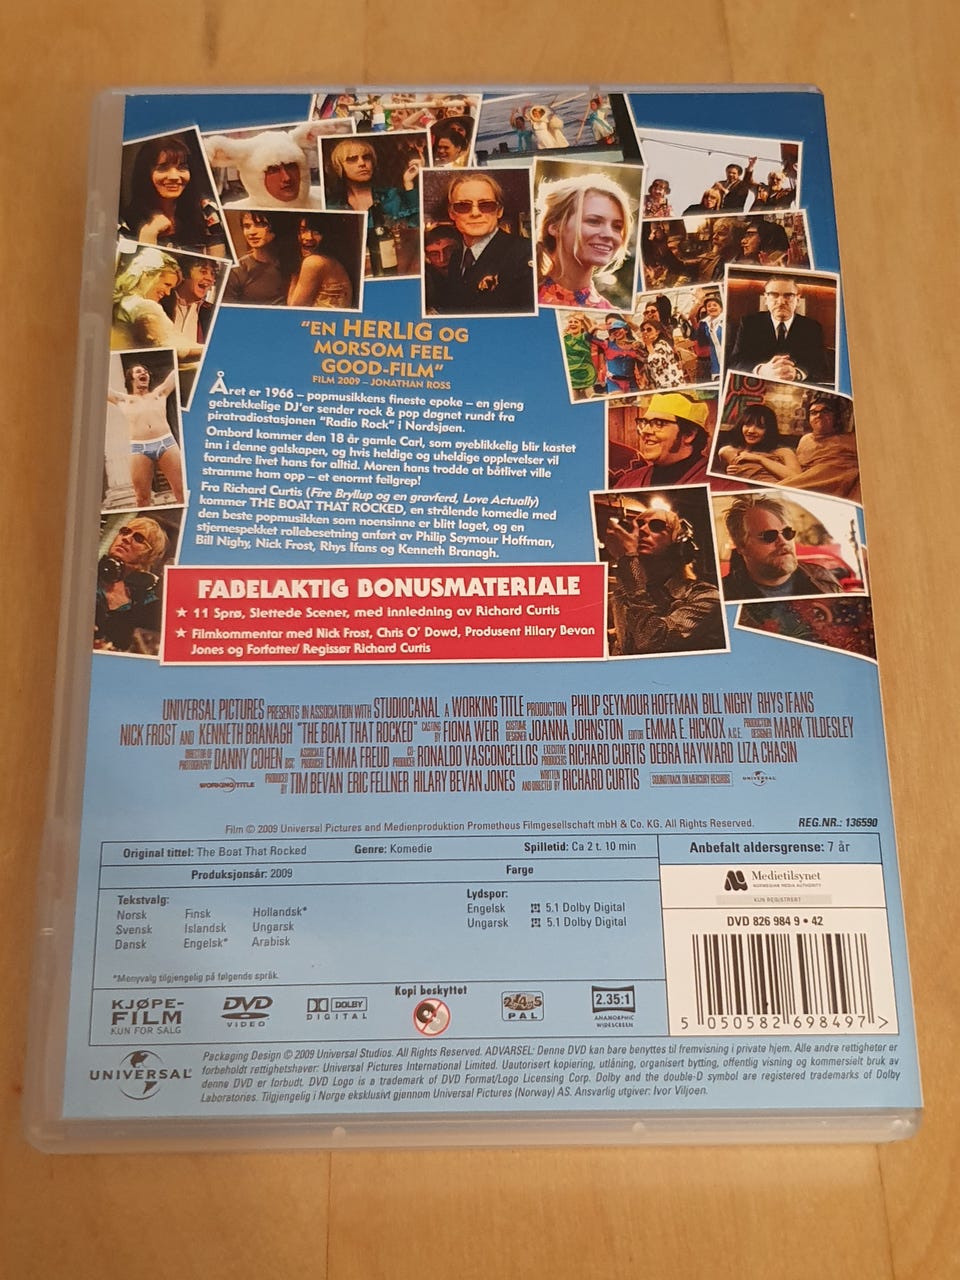 "EN HERLIG OG
MORSOM FEEL
GOOD-FILM"
FILM 2009 – JONATHAN ROSS
Året er 1966 – popmusikkens fineste epoke – en gjeng
gebrekkelige DJ'er sender rock & pop døgnet rundt fra
piratradiostasjonen "Radio Rock" i Nordsjøen.
Ombord kommer den 18 år gamle Carl, som øyeblikkelig blir kastet
inn i denne galskapen, og hvis heldige og uheldige opplevelser vil
forandre livet hans for alltid. Moren hans trodde at båtlivet ville
stramme ham opp – et enormt feilgrep!
Fra Richard Curtis (Fire Bryllup og en gravferd, Love Actually)
kommer THE BOAT THAT ROCKED, en strålende komedie med
den beste popmusikken som noensinne er blitt laget, og en
stjernespekket rollebesetning anført av Philip Seymour Hoffman,
Bill Nighy, Nick Frost, Rhys Ifans og Kenneth Branagh.
FABELAKTIG BONUSMATERIALE
★ 11 Sprø, Slettede Scener, med innledning av Richard Curtis
★ Filmkommentar med Nick Frost, Chris O' Dowd, Produsent Hilary Bevan
Jones og Forfatter/ Regissør Richard Curtis
UNIVERSAL PICTURES PRESENTS IN ASSOCIATION WITH STUDIOCANAL A WORKING TITLE PRODUCTION PHILIP SEYMOUR HOFFMAN BILL NIGHY RHYS IFANS
NICK FROST AND KENNETH BRANAGH "THE BOAT THAT ROCKED" CASTING BY FIONA WEIR COSTUME DESIGNER JOANNA JOHNSTON EDITOR EMMA E. HICKOX A.C.E. PRODUCTION DESIGNER MARK TILDESLEY
DIRECTOR OF PHOTOGRAPHY DANNY COHEN BSC ASSOCIATE PRODUCER EMMA FREUD CO-PRODUCER RONALDO VASCONCELLOS EXECUTIVE PRODUCERS RICHARD CURTIS DEBRA HAYWARD LIZA CHASIN
WORKING TITLE PRODUCED BY TIM BEVAN ERIC FELLNER HILARY BEVAN JONES WRITTEN AND DIRECTED BY RICHARD CURTIS SOUNDTRACK ON MERCURY RECORDS UNIVERSAL
Film © 2009 Universal Pictures and Medienproduktion Prometheus Filmgesellschaft mbH & Co. KG. All Rights Reserved.
REG.NR.: 136590
Original tittel: The Boat That Rocked Genre: Komedie Spilletid: Ca 2 t. 10 min
Anbefalt aldersgrense: 7 år
Produksjonsår: 2009 Farge
Medietilsynet
NORWEGIAN MEDIA AUTHORITY
KUN REGISTRERT
Tekstvalg:
Norsk Finsk Hollandsk*
Svensk Islandsk Ungarsk
Dansk Engelsk* Arabisk
Lydspor:
Engelsk 5.1 Dolby Digital
Ungarsk 5.1 Dolby Digital
*Menyvalg tilgjengelig på følgende språk.
DVD 826 984 9 • 42
5 050582 698497 >
KJØPE-
FILM
KUN FOR SALG
DVD
VIDEO
DOLBY
DIGITAL
Kopi beskyttet
2.4.5
PAL
2.35:1
ANAMORPHIC
WIDESCREEN
UNIVERSAL
Packaging Design © 2009 Universal Studios. All Rights Reserved. ADVARSEL: Denne DVD kan bare benyttes til fremvisning i private hjem. Alle andre rettigheter er
forbeholdt rettighetshaver: Universal Pictures International Limited. Uautorisert kopiering, utlåning, organisert bytting, offentlig visning og kommersielt bruk av
denne DVD er forbudt. DVD Logo is a trademark of DVD Format/Logo Licensing Corp. Dolby and the double-D symbol are registered trademarks of Dolby
Laboratories. Tilgjengelig i Norge eksklusivt gjennom Universal Pictures (Norway) AS. Ansvarlig utgiver: Ivor Viljoen.